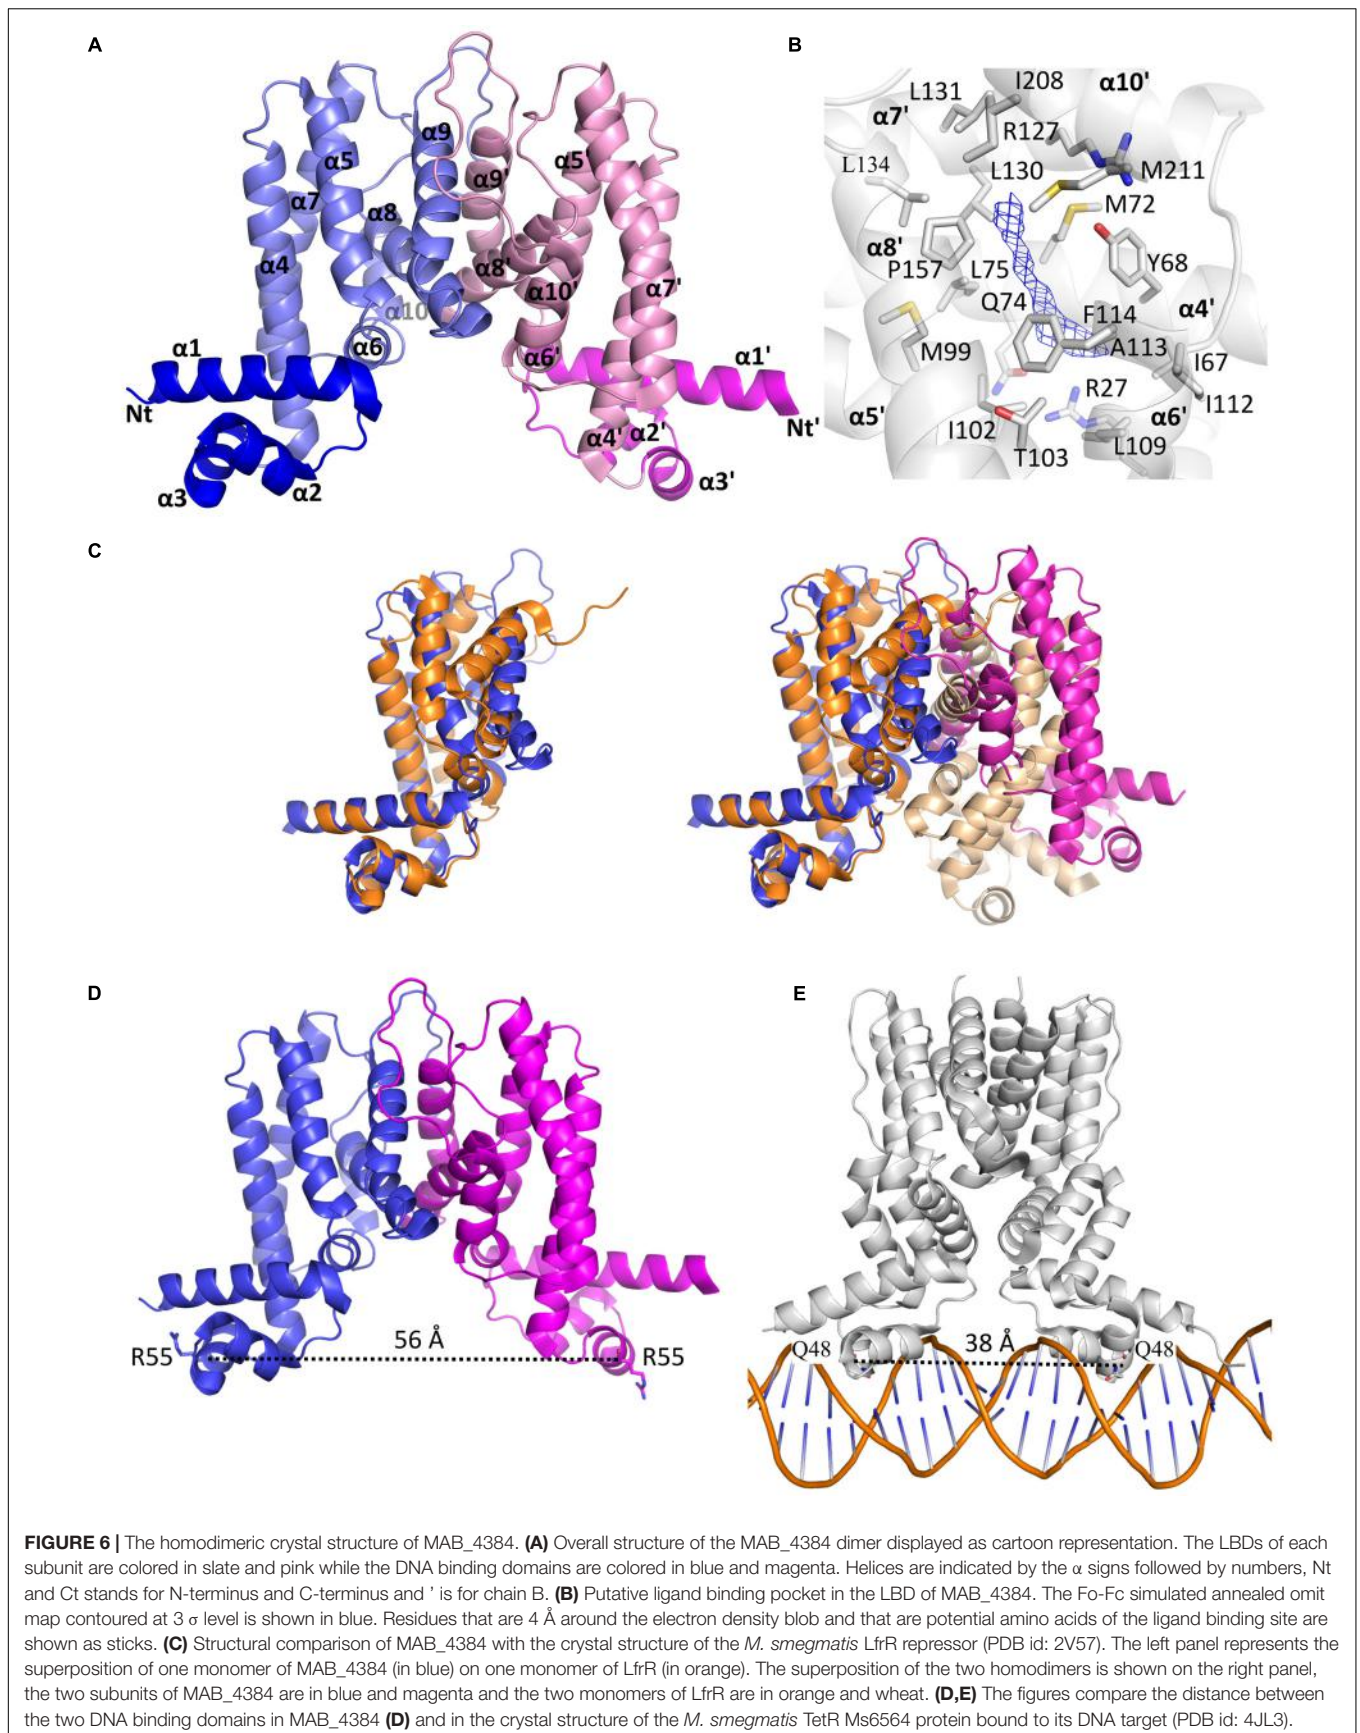 A
α9
α5
α9'
α5'
α7
α8
α4
α8'
α10'
α7'
α10
α1
α6
α6'
α1'
Nt
Nt'
α4'
α2'
α3
α2
α3'
B
I208
α10'
L131
α7'
R127
L134
L130
M211
M72
α8'
P157
L75
Y68
Q74
F114
α4'
M99
A113
I67
R27
I112
α5'
α6'
I102
L109
T103
C
D
56 Å
R55
R55
E
Q48
38 Å
Q48
FIGURE 6 | The homodimeric crystal structure of MAB_4384. (A) Overall structure of the MAB_4384 dimer displayed as cartoon representation. The LBDs of each
subunit are colored in slate and pink while the DNA binding domains are colored in blue and magenta. Helices are indicated by the α signs followed by numbers, Nt
and Ct stands for N-terminus and C-terminus and ’ is for chain B. (B) Putative ligand binding pocket in the LBD of MAB_4384. The Fo-Fc simulated annealed omit
map contoured at 3 σ level is shown in blue. Residues that are 4 Å around the electron density blob and that are potential amino acids of the ligand binding site are
shown as sticks. (C) Structural comparison of MAB_4384 with the crystal structure of the M. smegmatis LfrR repressor (PDB id: 2V57). The left panel represents the
superposition of one monomer of MAB_4384 (in blue) on one monomer of LfrR (in orange). The superposition of the two homodimers is shown on the right panel,
the two subunits of MAB_4384 are in blue and magenta and the two monomers of LfrR are in orange and wheat. (D,E) The figures compare the distance between
the two DNA binding domains in MAB_4384 (D) and in the crystal structure of the M. smegmatis TetR Ms6564 protein bound to its DNA target (PDB id: 4JL3).